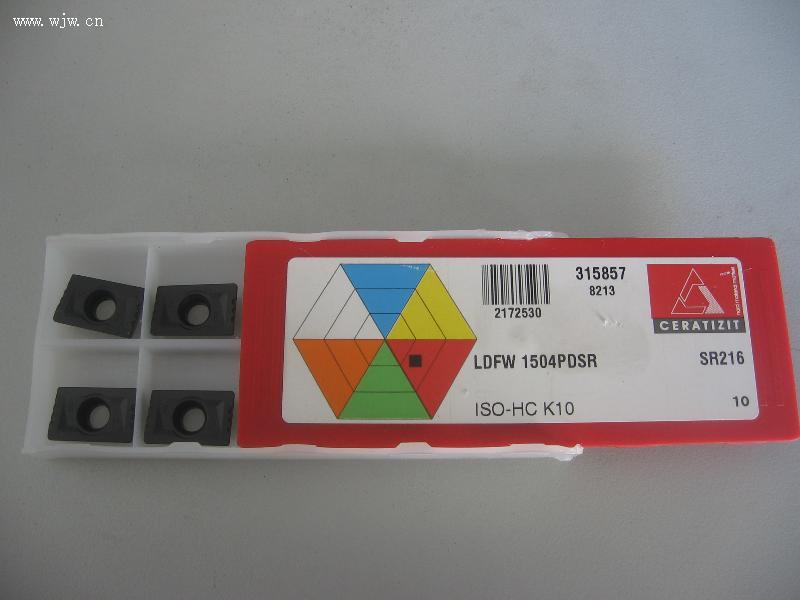 www.wjw.cn
315857
8213
2172530
CERATIZIT
LDFW 1504PDSR
SR216
ISO-HC K10
10